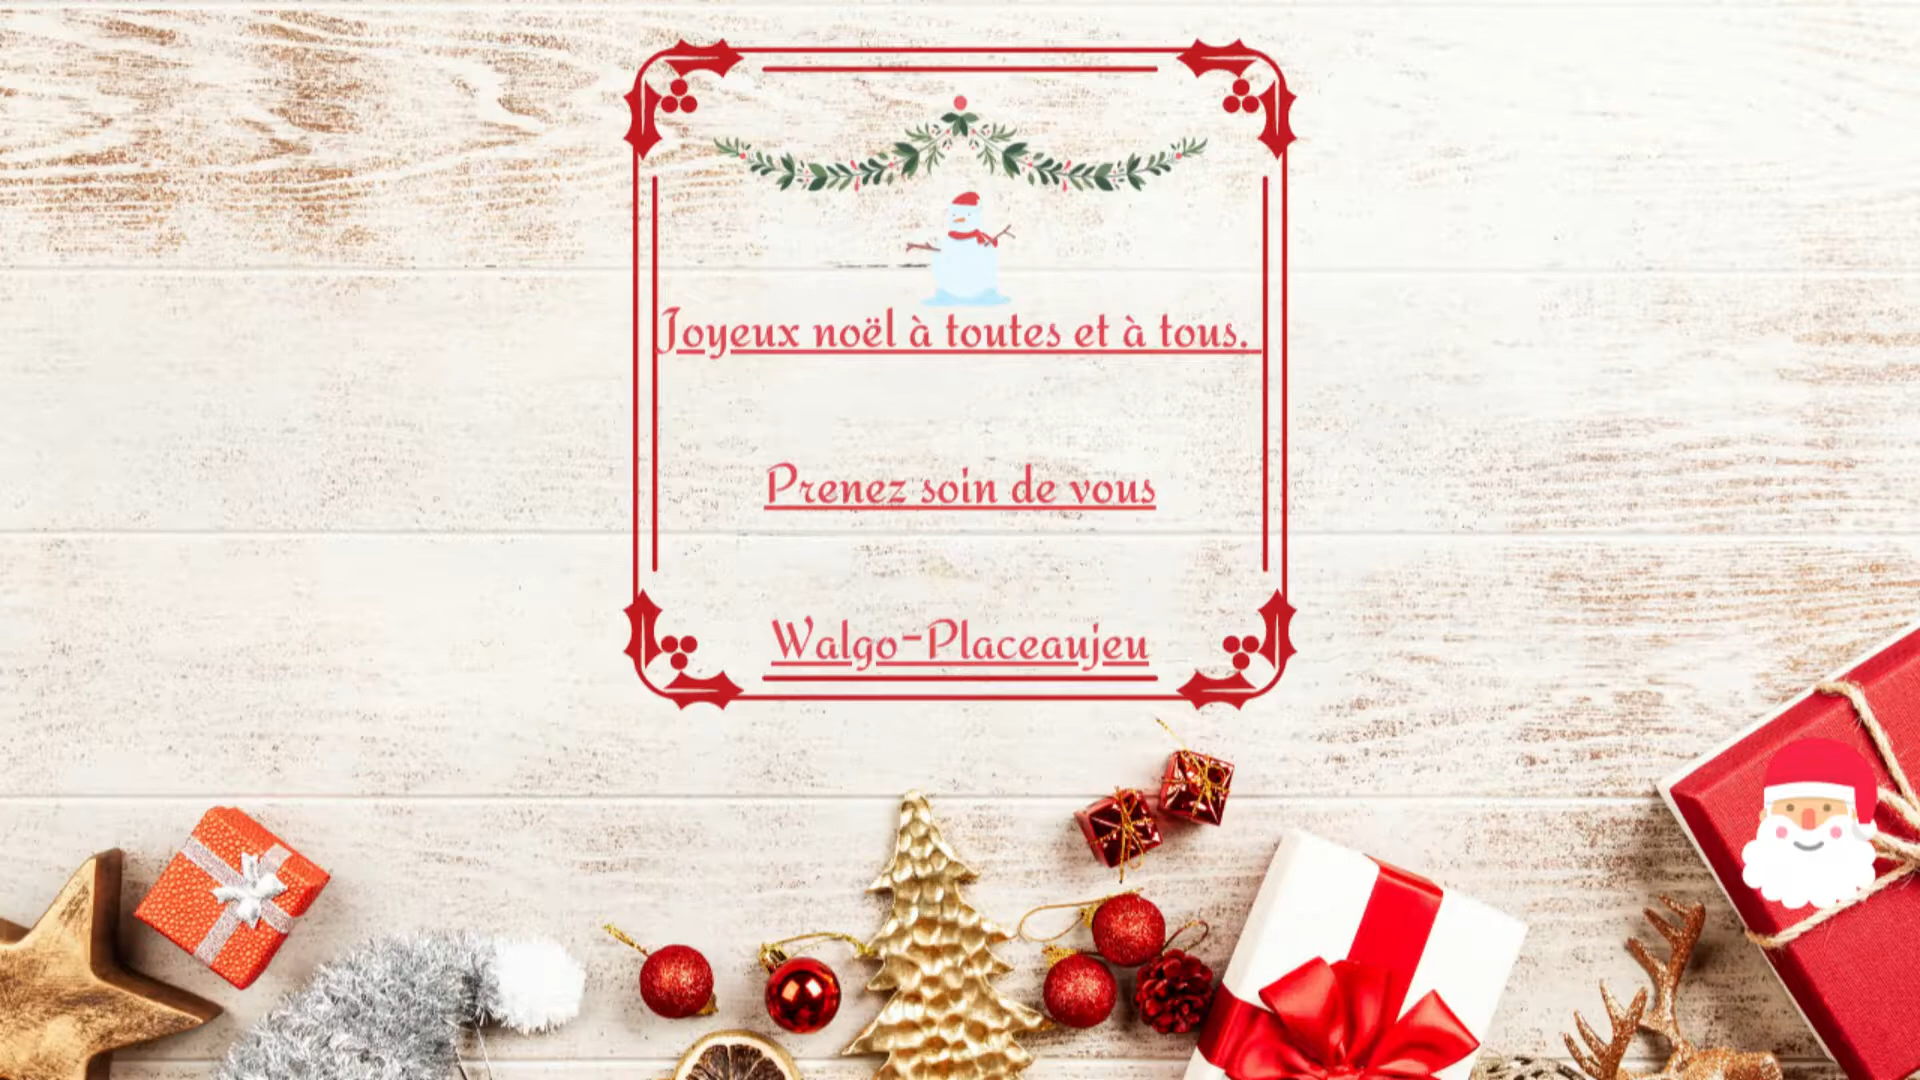 Joyeux noël à toutes et à tous.
Prenez soin de vous
Walgo-Placeaujeu